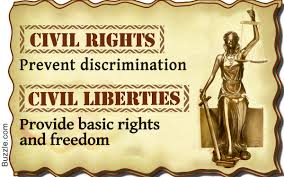 CIVIL RIGHTS
Prevent discrimination
CIVIL LIBERTIES
Provide basic rights
and freedom
Buzzle.com